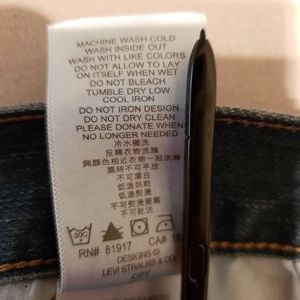 MACHINE WASH COLD
WASH INSIDE OUT
WASH WITH LIKE COLORS
DO NOT ALLOW TO LAY
ON ITSELF WHEN WET
DO NOT BLEACH
TUMBLE DRY LOW
COOL IRON
DO NOT IRON DESIGN
DO NOT DRY CLEAN
PLEASE DONATE WHEN
NO LONGER NEEDED
冷水機洗
反轉衣物洗滌
與顏色相近衣物一起洗滌
濕時不可平放
不可漂白
低溫烘乾
低溫熨燙
不可熨燙圖案
不可乾洗
RN# 81917 CA#
DESIGNS ©
LEVI STRAUSS & CO.